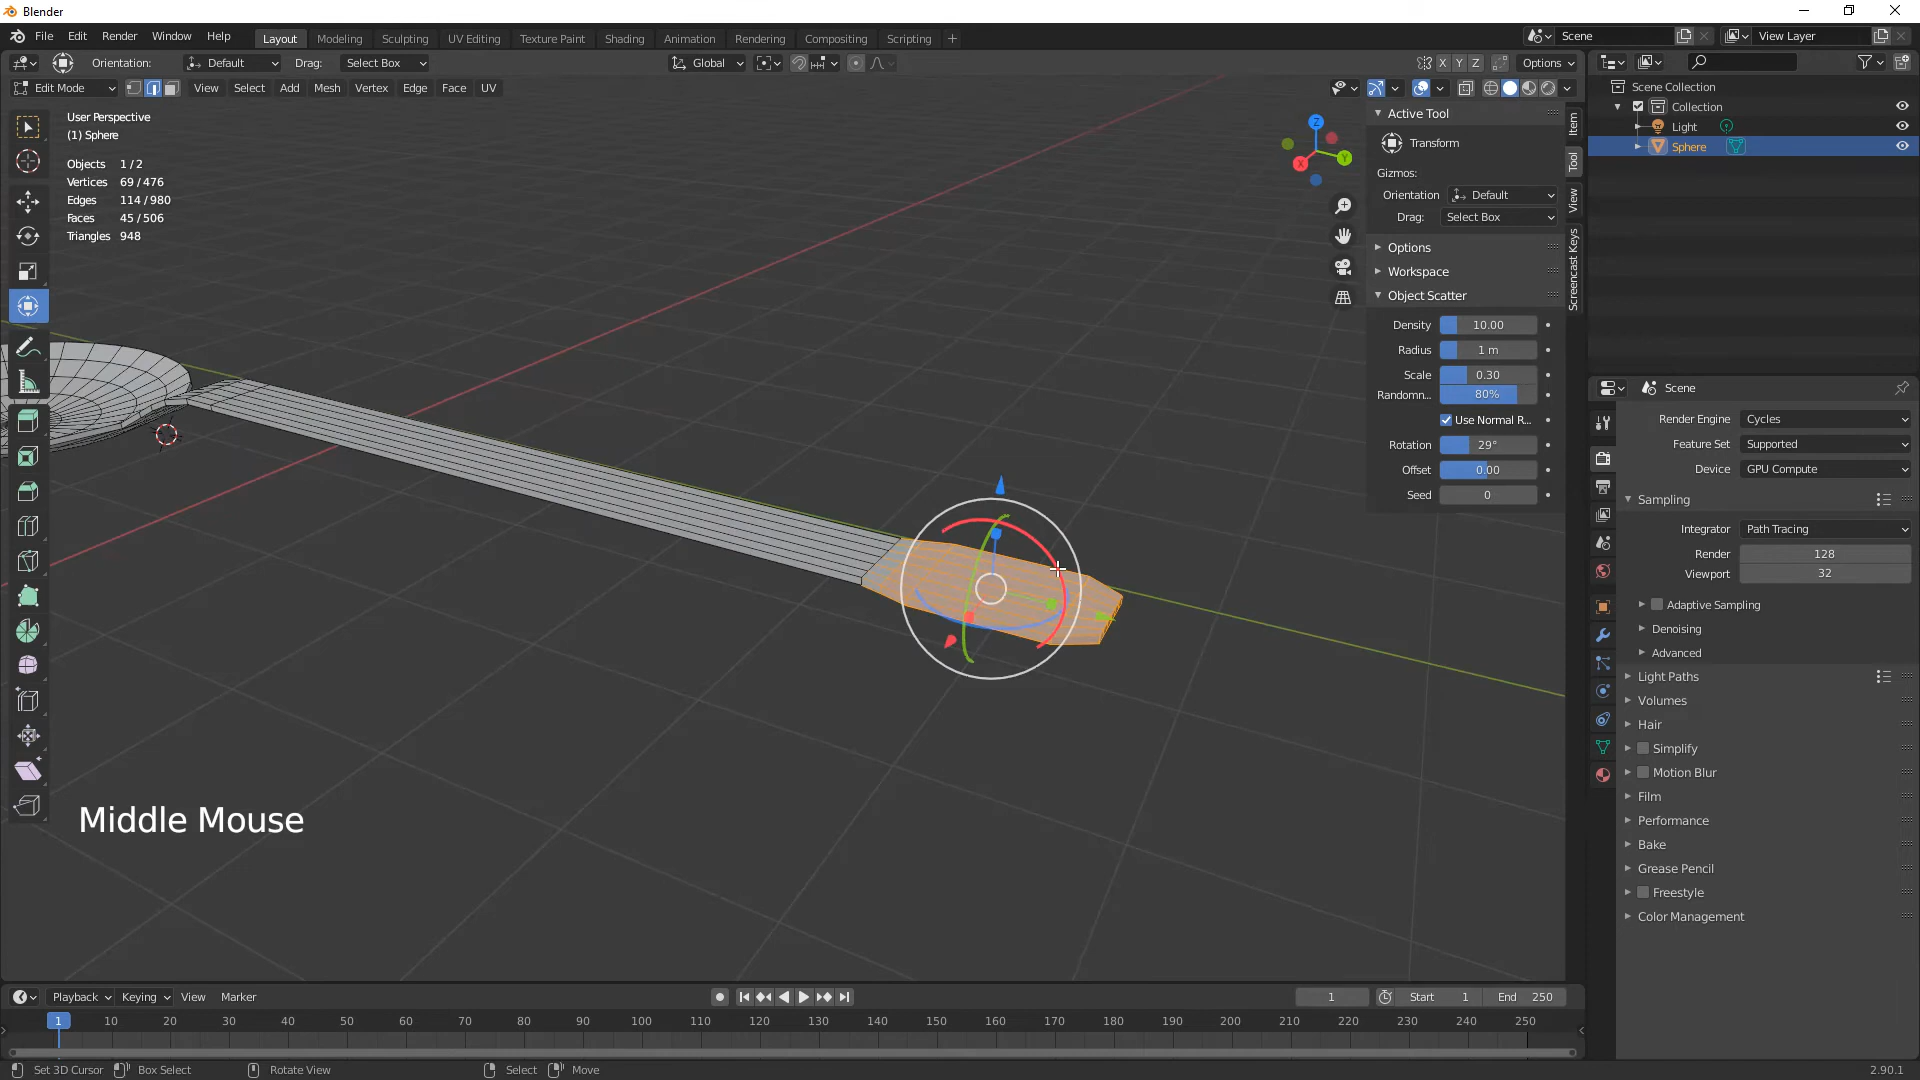 Blender
File Edit Render Window Help
Layout Modeling Sculpting UV Editing Texture Paint Shading Animation Rendering Compositing Scripting +
Scene
View Layer
Orientation: Default Drag: Select Box
Global
X Y Z
Options
Edit Mode
View Select Add Mesh Vertex Edge Face UV
User Perspective
(1) Sphere
Objects 1 / 2
Vertices 69 / 476
Edges 114 / 980
Faces 45 / 506
Triangles 948
Z
Y
X
Active Tool
Transform
Gizmos:
Orientation Default
Drag: Select Box
Options
Workspace
Object Scatter
Density 10.00
Radius 1 m
Scale 0.30
Randomn... 80%
Use Normal R...
Rotation 29°
Offset 0.00
Seed 0
Item
Tool
View
Screencast Keys
Scene Collection
Collection
Light
Sphere
Scene
Render Engine Cycles
Feature Set Supported
Device GPU Compute
Sampling
Integrator Path Tracing
Render 128
Viewport 32
Adaptive Sampling
Denoising
Advanced
Light Paths
Volumes
Hair
Simplify
Motion Blur
Film
Performance
Bake
Grease Pencil
Freestyle
Color Management
Middle Mouse
Playback Keying View Marker
1 Start 1 End 250
1 10 20 30 40 50 60 70 80 90 100 110 120 130 140 150 160 170 180 190 200 210 220 230 240 250
Set 3D Cursor Box Select Rotate View Select Move
2.90.1